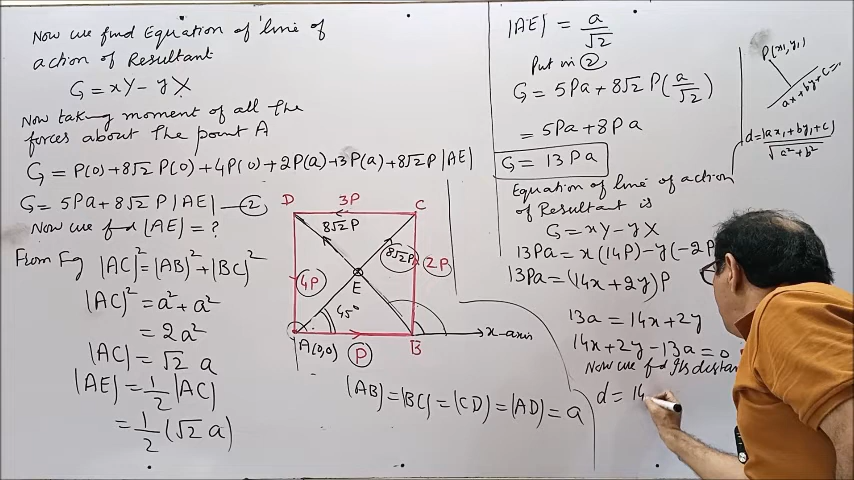 Now we find Equation of line of
action of Resultant
G = xY - yX
Now taking moment of all the
forces about the point A
G = P(0) + 8√2 P(0) + 4P(0) + 2P(a) + 3P(a) + 8√2 P |AE|
G = 5Pa + 8√2 P |AE| — ②
Now we find |AE| = ?
From Fig |AC|² = |AB|² + |BC|²
|AC|² = a² + a²
= 2a²
|AC| = √2 a
|AE| = 1/2 |AC|
= 1/2 (√2 a)
D 3P C
8√2 P
4P 8√2 P 2P
E
45°
A(0,0) P B x-axis
|AB| = |BC| = |CD| = |AD| = a
|AE| = a/√2
Put in ②
G = 5Pa + 8√2 P (a/√2)
= 5Pa + 8Pa
G = 13Pa
Equation of line of action
of Resultant is
G = xY - yX
13Pa = x(14P) - y(-2P
13Pa = (14x + 2y)P
13a = 14x + 2y
14x + 2y - 13a = 0
Now we find its distan
d = 14
P(x₁, y₁)
ax + by + c = 0
d = |ax₁ + by₁ + c|/√(a² + b²)